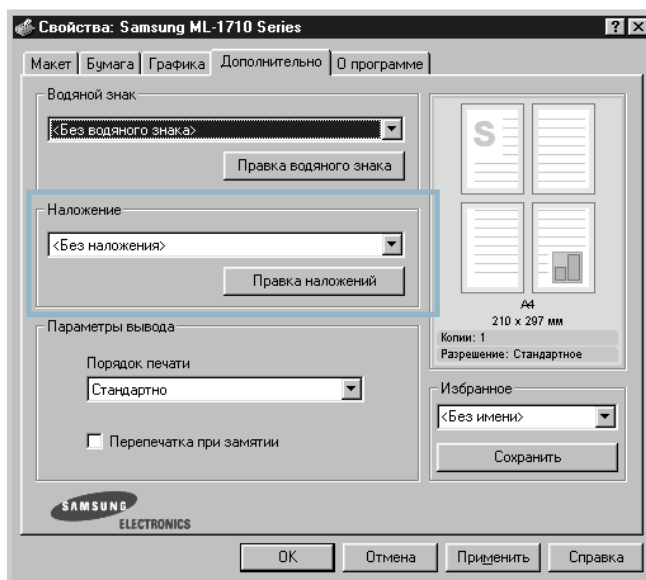 Свойства: Samsung ML-1710 Series
Макет Бумага Графика Дополнительно О программе
Водяной знак
<Без водяного знака>
Правка водяного знака
Наложение
<Без наложения>
Правка наложений
Параметры вывода
Порядок печати
Стандартно
Перепечатка при замятии
S
A4
210 x 297 мм
Копии: 1
Разрешение: Стандартное
Избранное
<Без имени>
Сохранить
SAMSUNG
ELECTRONICS
OK Отмена Применить Справка